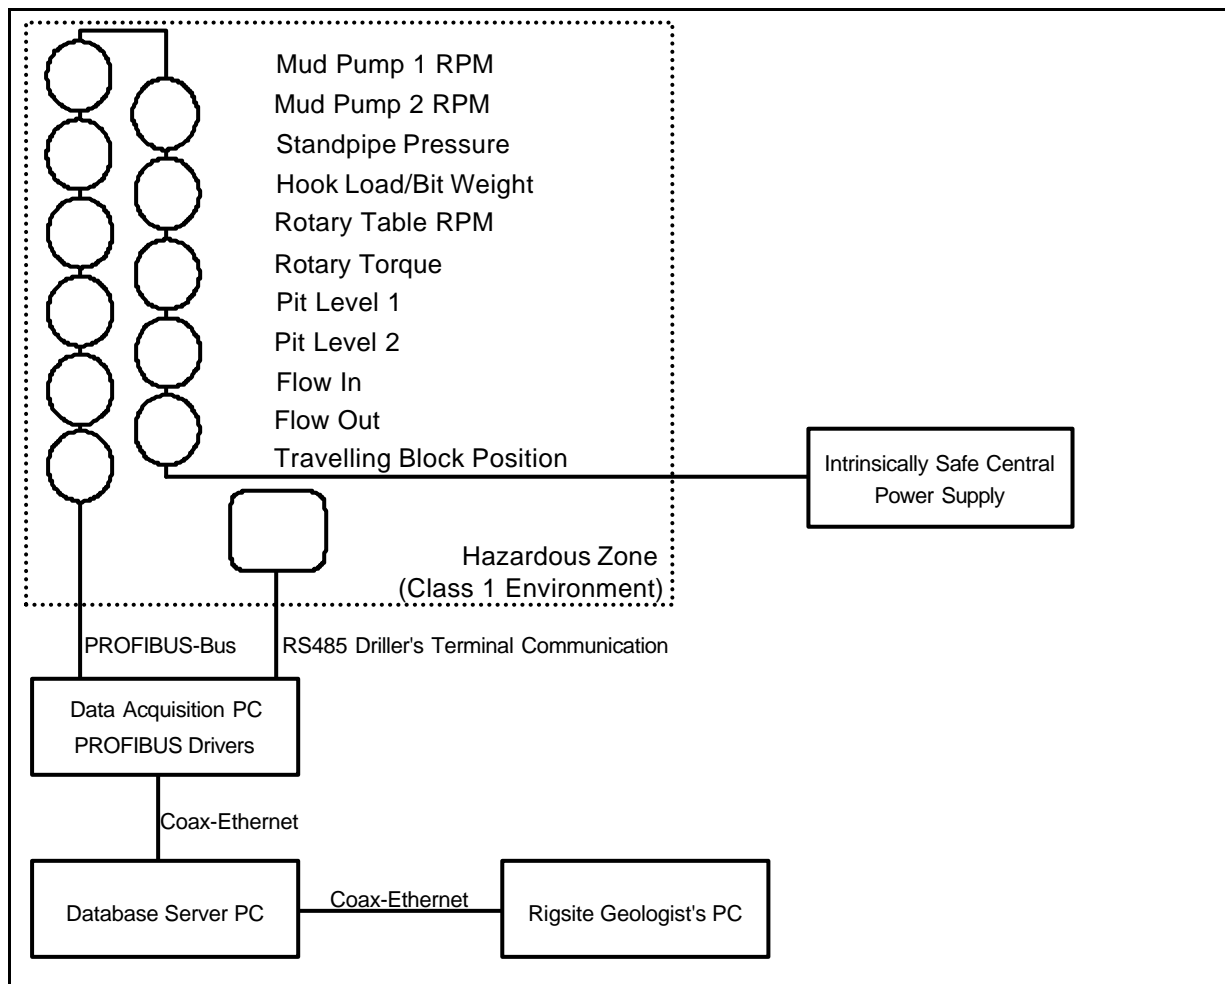 Mud Pump 1 RPM
Mud Pump 2 RPM
Standpipe Pressure
Hook Load/Bit Weight
Rotary Table RPM
Rotary Torque
Pit Level 1
Pit Level 2
Flow In
Flow Out
Travelling Block Position
Intrinsically Safe Central
Power Supply
Hazardous Zone
(Class 1 Environment)
PROFIBUS-Bus
RS485 Driller's Terminal Communication
Data Acquisition PC
PROFIBUS Drivers
Coax-Ethernet
Database Server PC
Coax-Ethernet
Rigsite Geologist's PC